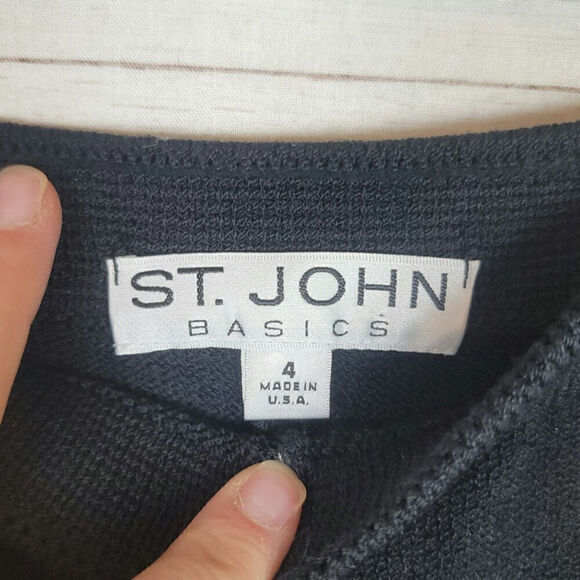 ST. JOHN
BASICS
4
MADE IN
U.S.A.